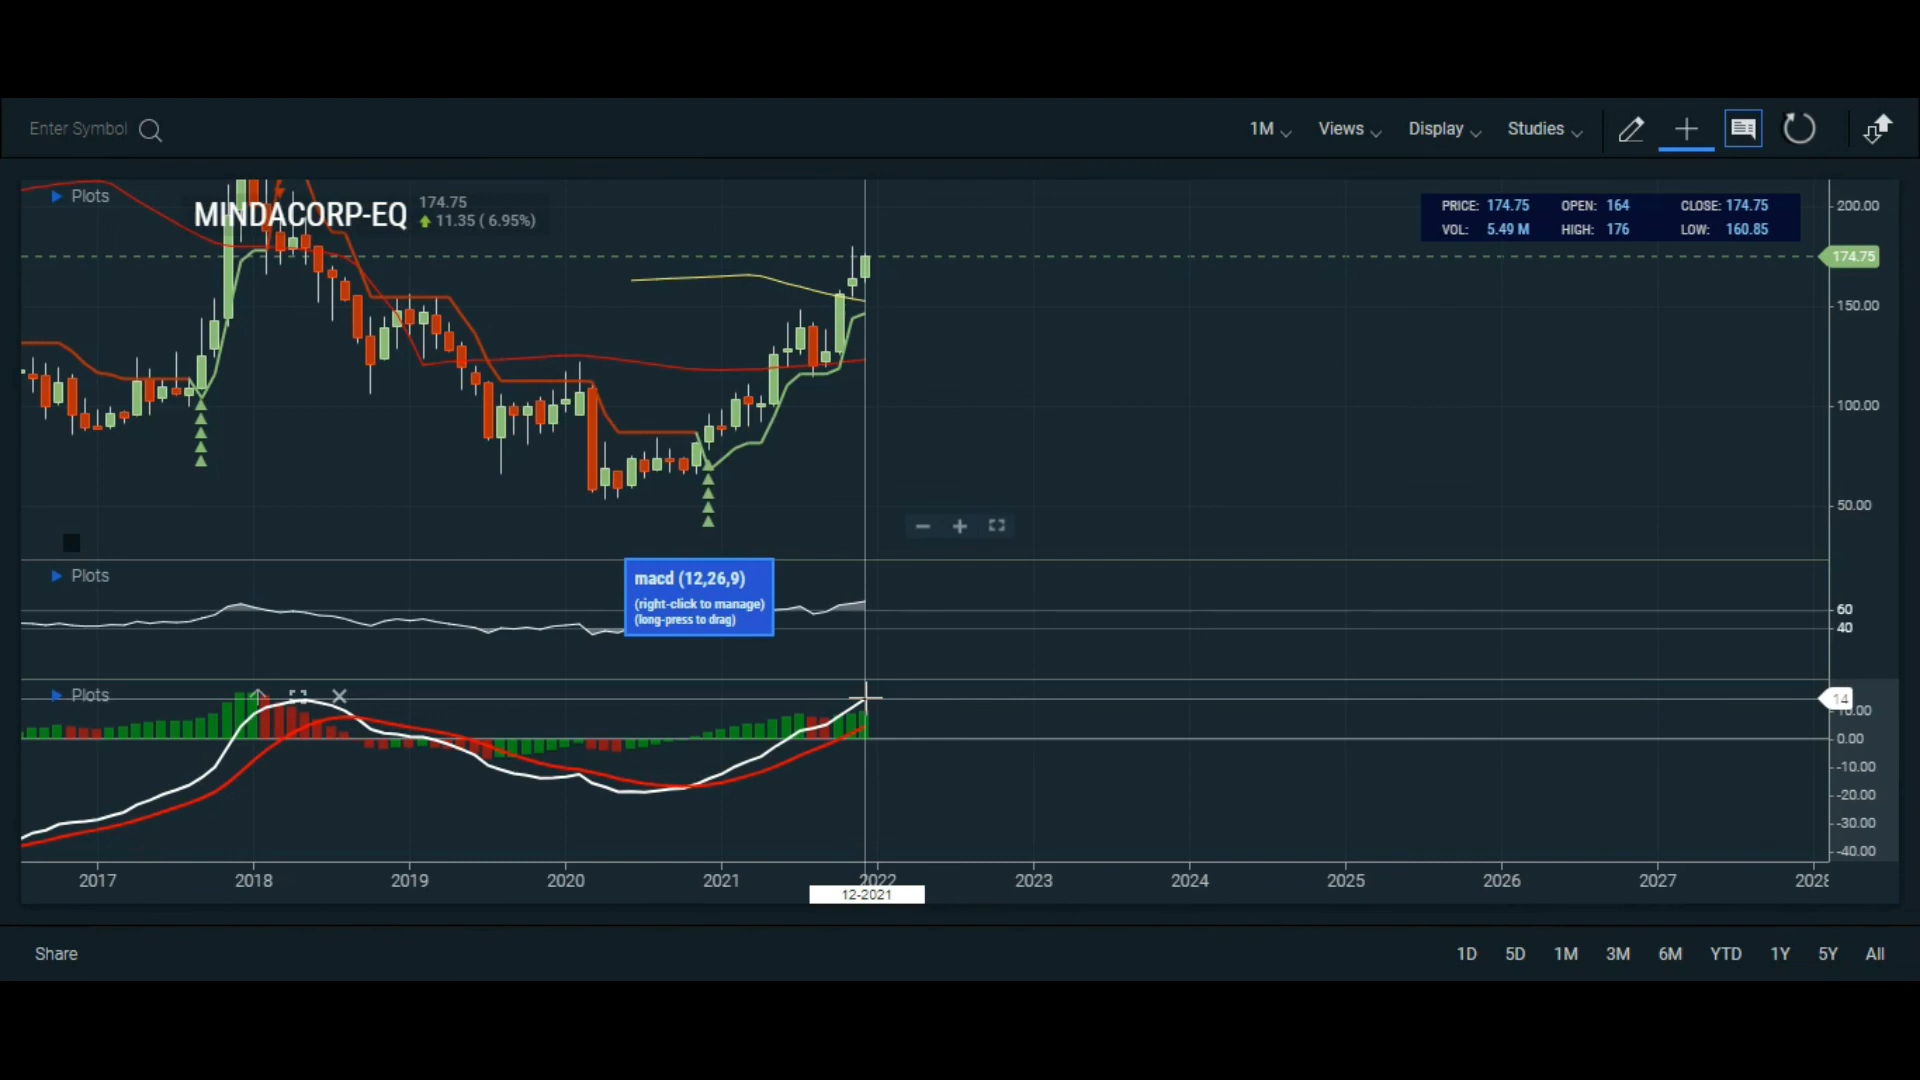 Enter Symbol
1M Views Display Studies
Plots
MINDACORP-EQ
174.75
11.35 ( 6.95%)
PRICE: 174.75 OPEN: 164 CLOSE: 174.75
VOL: 5.49 M HIGH: 176 LOW: 160.85
200.00
174.75
150.00
100.00
50.00
Plots
macd (12,26,9)
(right-click to manage)
(long-press to drag)
60
40
Plots
14
0.00
-10.00
-20.00
-30.00
-40.00
2017 2018 2019 2020 2021 2022 2023 2024 2025 2026 2027
12-2021
Share
1D 5D 1M 3M 6M YTD 1Y 5Y All